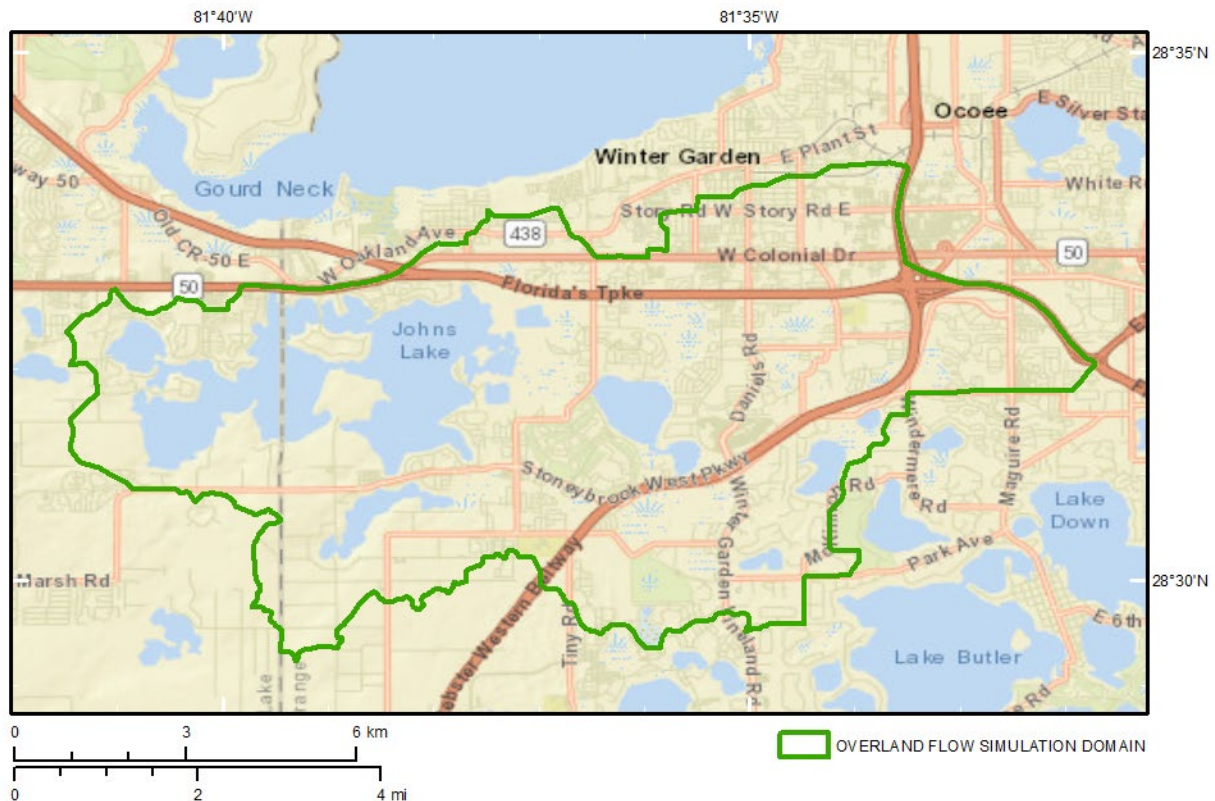 81°40'W
81°35'W
28°35'N
Ocoee
E Silver Sta
E Plant St
Winter Garden
way 50
White R
Gourd Neck
Old CR-50 E
Story Rd W
Story Rd E
438
W Oakland Ave
50
W Colonial Dr
50
Florida's Tpke
Johns
Lake
Daniels Rd
Windermere
Rd
Maguire Rd
Stoneybrook West Pkwy
Rd
Lake
Down
Winter Garden Vineland Rd
Park Ave
Marsh Rd
28°30'N
ebster Western Beltway
Tiny Rd
E 6th
Lake Butler
Lake
range
Rd
0
3
6 km
0
2
4 mi
OVERLAND FLOW SIMULATION DOMAIN